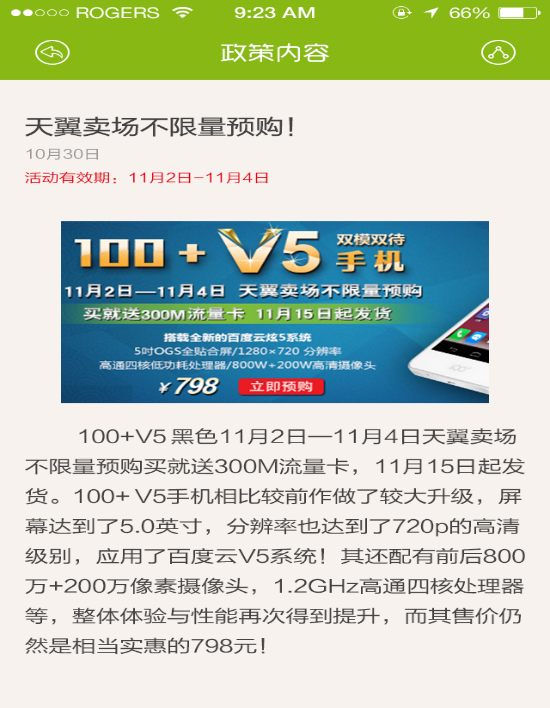 ROGERS 9:23 AM 66%
政策内容
天翼卖场不限量预购！
10月30日
活动有效期：11月2日-11月4日
100+V5 双模双待
手机
11月2日—11月4日 天翼卖场不限量预购
买就送300M流量卡 11月15日起发货
搭载全新的百度云炫5系统
5吋OGS全贴合屏/1280×720 分辨率
高通四核低功耗处理器/800W+200W高清摄像头
￥798 立即预购
100+V5 黑色11月2日—11月4日天翼卖场
不限量预购买就送300M流量卡，11月15日起发
货。100+ V5手机相比较前作做了较大升级，屏
幕达到了5.0英寸，分辨率也达到了720p的高清
级别，应用了百度云V5系统！其还配有前后800
万+200万像素摄像头，1.2GHz高通四核处理器
等，整体体验与性能再次得到提升，而其售价仍
然是相当实惠的798元！